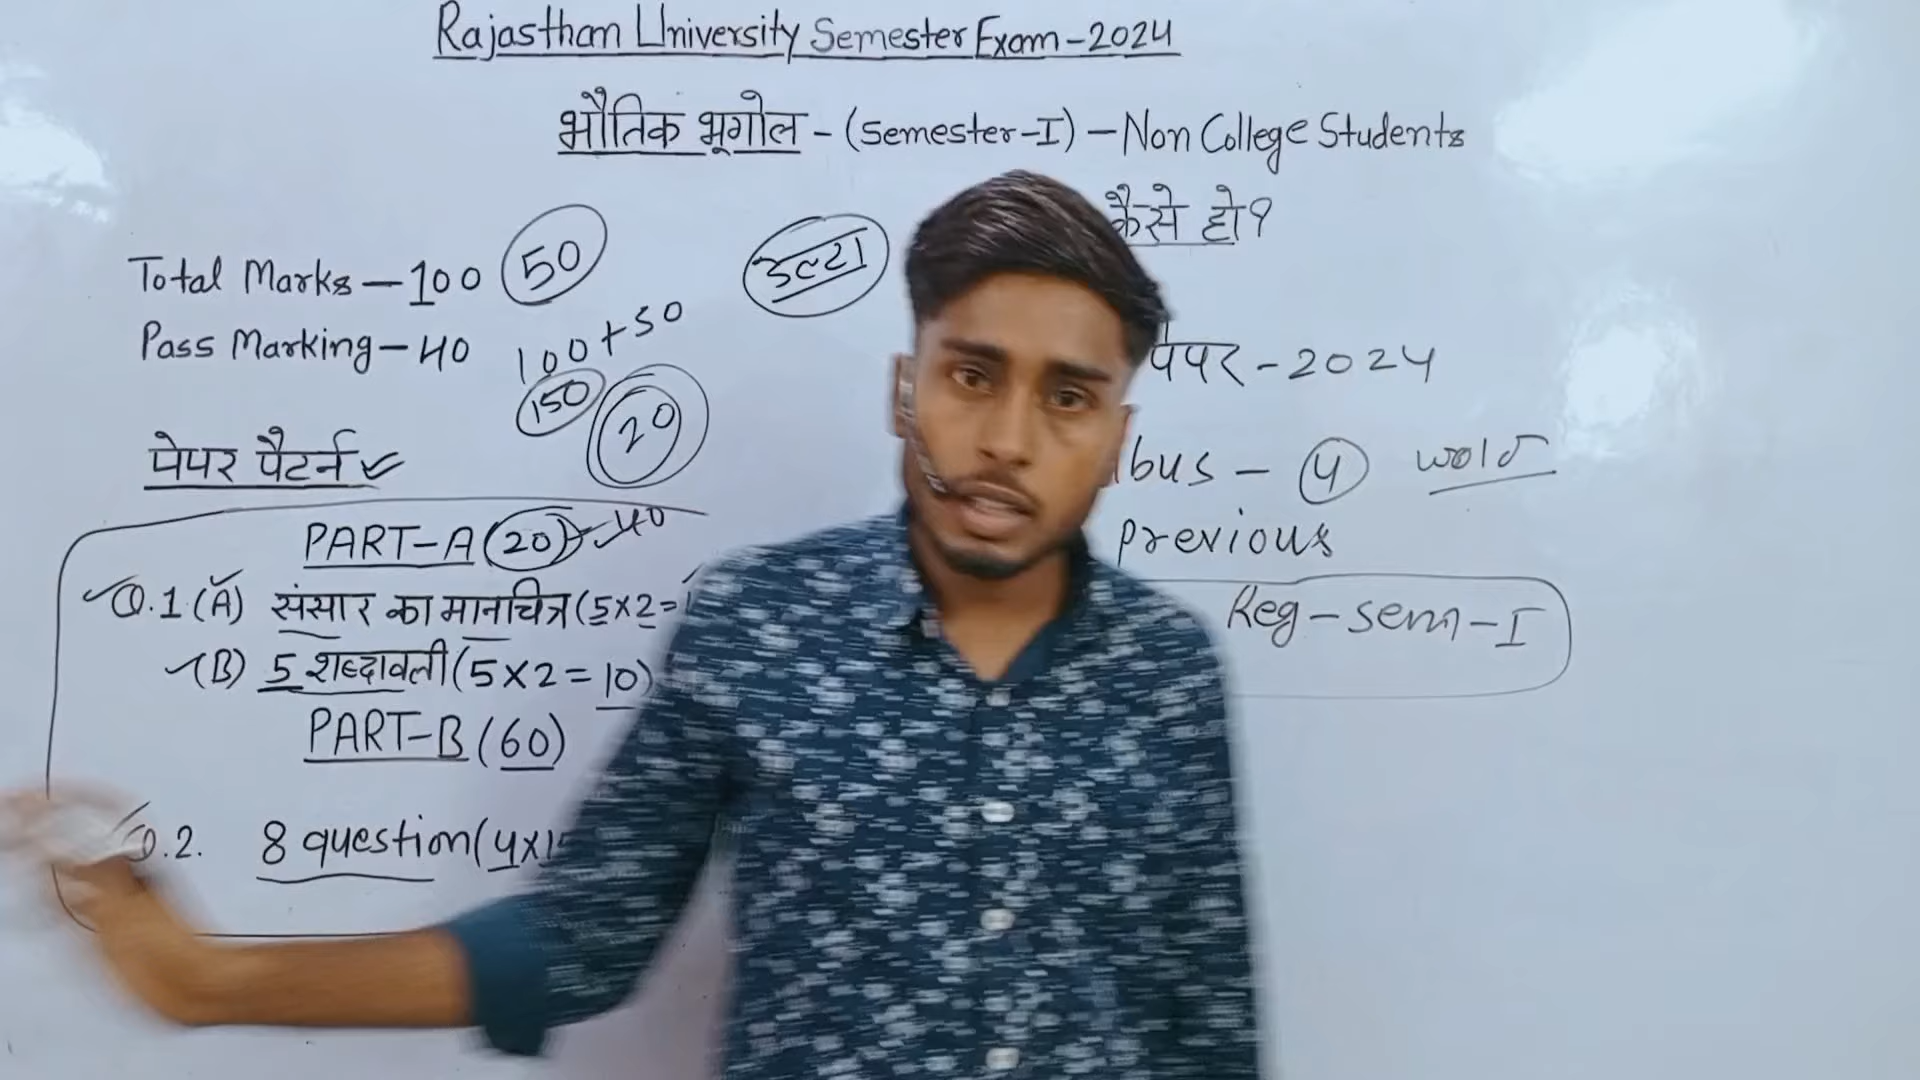 Rajasthan University Semester Exam-2024
भौतिक भूगोल - (Semester-I) - Non College Students
कैसे हो?
Total Marks - 100 50
Pass Marking - 40 100+50
150 20
पेपर-2024
पेपर पैटर्न
bus - 4 world
PART-A (20) 40
previous
Q.1 (A) संसार का मानचित्र (5×2=
Reg-sem-I
(B) 5 शब्दावली (5×2=10)
PART-B (60)
Q.2. 8 question (4×1